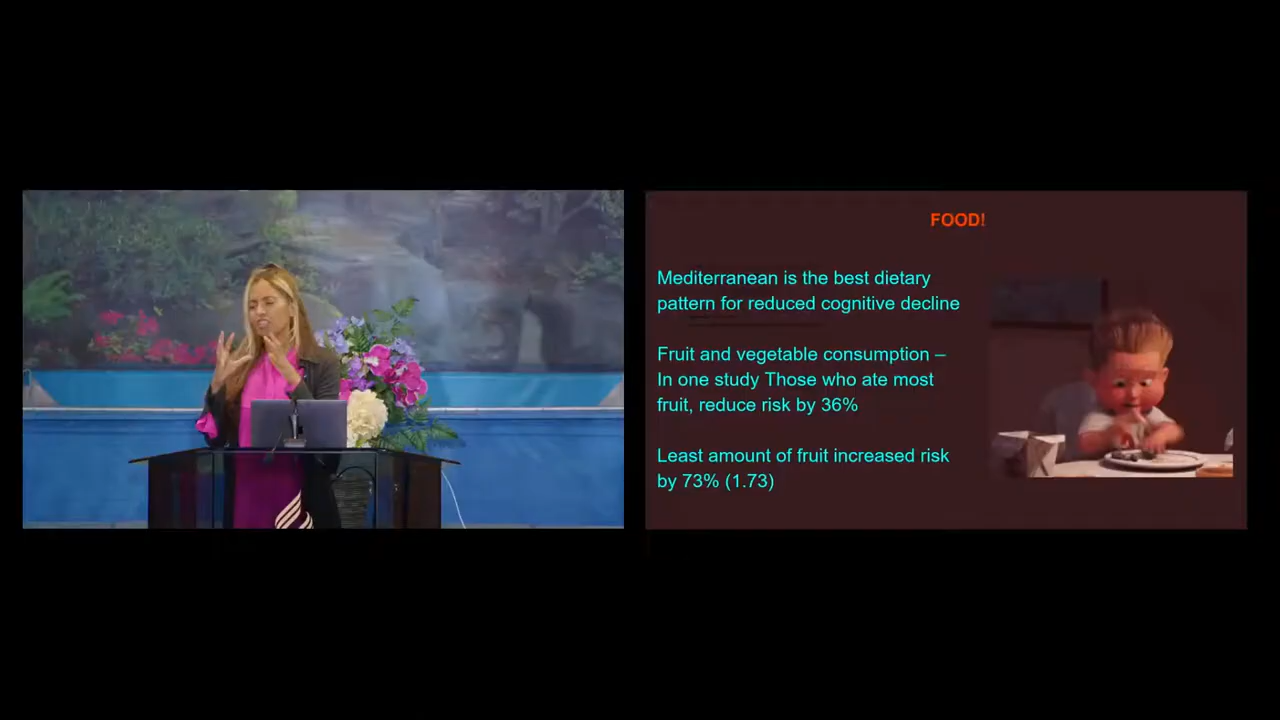 FOOD!
Mediterranean is the best dietary
pattern for reduced cognitive decline
Fruit and vegetable consumption –
In one study Those who ate most
fruit, reduce risk by 36%
Least amount of fruit increased risk
by 73% (1.73)